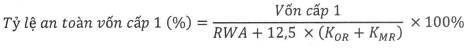 Tỷ lệ an toàn vốn cấp 1 (%) = Vốn cấp 1 / RWA + 12,5 × (K_OR + K_MR) × 100%